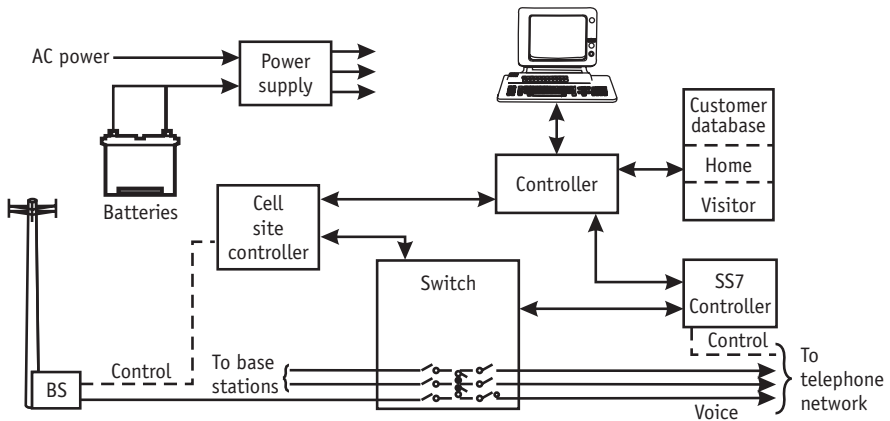 AC power
Power
supply
Batteries
Customer
database
Home
Visitor
Controller
Cell
site
controller
Switch
SS7
Controller
Control
To
telephone
network
Control
To base
stations
BS
Voice